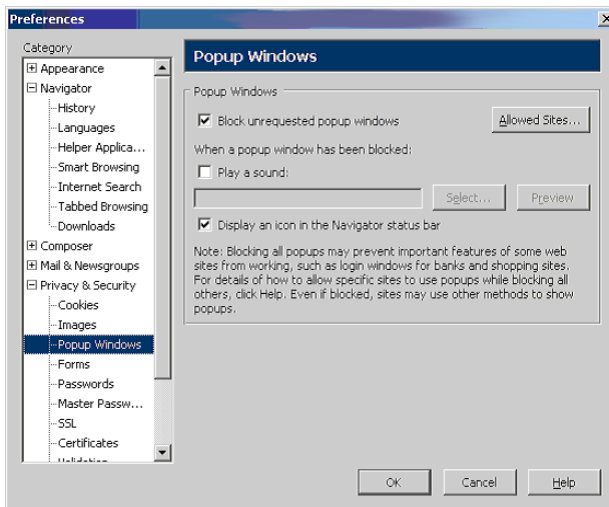 Preferences
Category
Appearance
Navigator
History
Languages
Helper Applica...
Smart Browsing
Internet Search
Tabbed Browsing
Downloads
Composer
Mail & Newsgroups
Privacy & Security
Cookies
Images
Popup Windows
Forms
Passwords
Master Passw...
SSL
Certificates
Validation
Popup Windows
Popup Windows
Block unrequested popup windows
Allowed Sites...
When a popup window has been blocked:
Play a sound:
Select...
Preview
Display an icon in the Navigator status bar
Note: Blocking all popups may prevent important features of some web
sites from working, such as login windows for banks and shopping sites.
For details of how to allow specific sites to use popups while blocking all
others, click Help. Even if blocked, sites may use other methods to show
popups.
OK
Cancel
Help